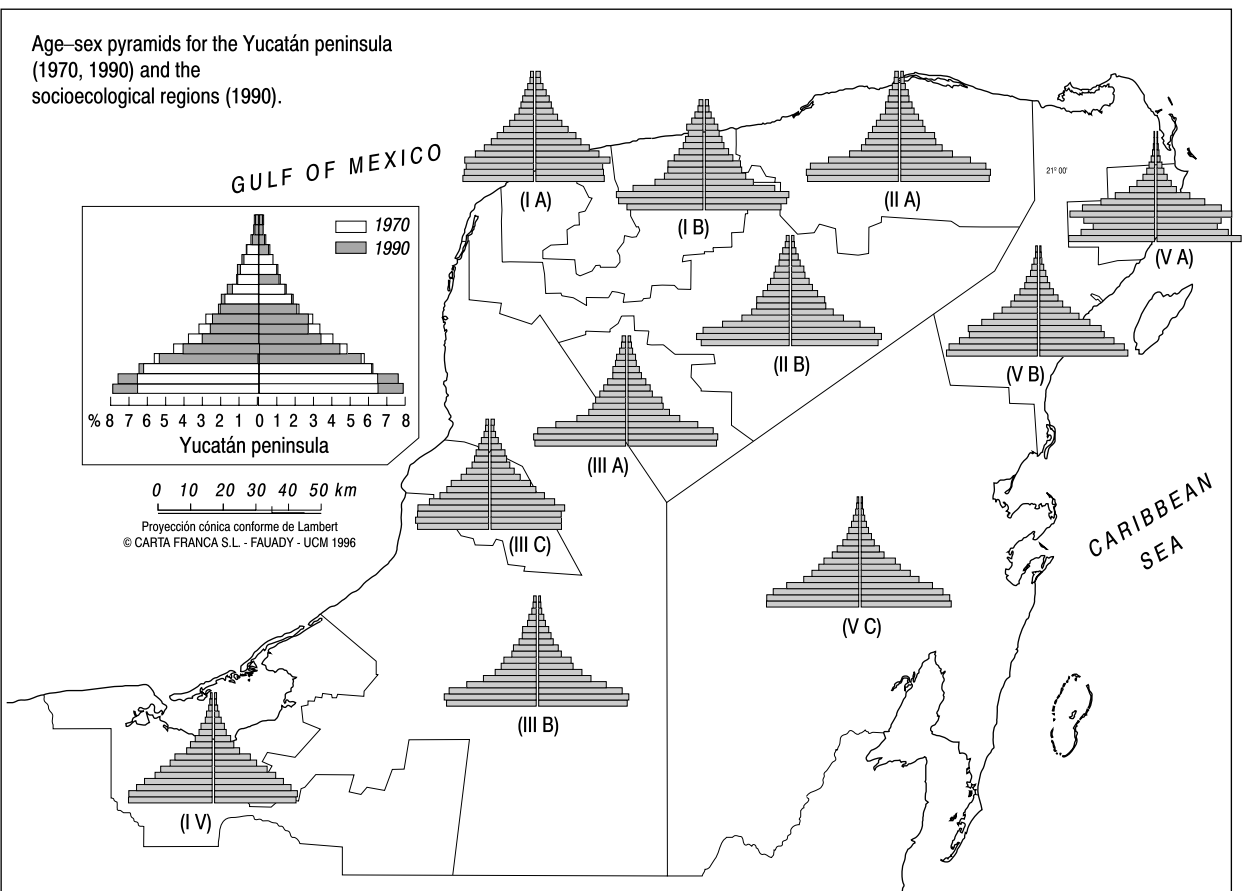 Age–sex pyramids for the Yucatán peninsula
(1970, 1990) and the
socioecological regions (1990).
GULF OF MEXICO
(I A)
(I B)
(II A)
21° 00'
(V A)
1970
1990
% 8 7 6 5 4 3 2 1 0 1 2 3 4 5 6 7 8
Yucatán peninsula
(II B)
(V B)
(III A)
0 10 20 30 40 50 km
Proyección cónica conforme de Lambert
© CARTA FRANCA S.L. - FAUADY - UCM 1996
(III C)
CARIBBEAN
SEA
(V C)
(III B)
(I V)